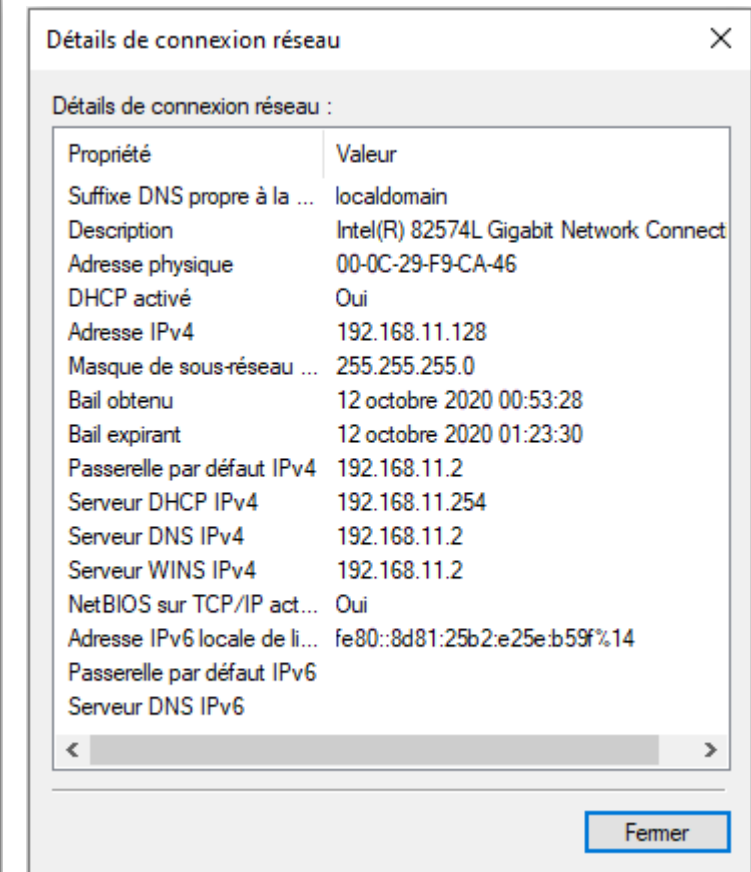 Détails de connexion réseau
Détails de connexion réseau :
Propriété Valeur
Suffixe DNS propre à la ... localdomain
Description Intel(R) 82574L Gigabit Network Connect
Adresse physique 00-0C-29-F9-CA-46
DHCP activé Oui
Adresse IPv4 192.168.11.128
Masque de sous-réseau ... 255.255.255.0
Bail obtenu 12 octobre 2020 00:53:28
Bail expirant 12 octobre 2020 01:23:30
Passerelle par défaut IPv4 192.168.11.2
Serveur DHCP IPv4 192.168.11.254
Serveur DNS IPv4 192.168.11.2
Serveur WINS IPv4 192.168.11.2
NetBIOS sur TCP/IP act... Oui
Adresse IPv6 locale de li... fe80::8d81:25b2:e25e:b59f%14
Passerelle par défaut IPv6
Serveur DNS IPv6
Fermer